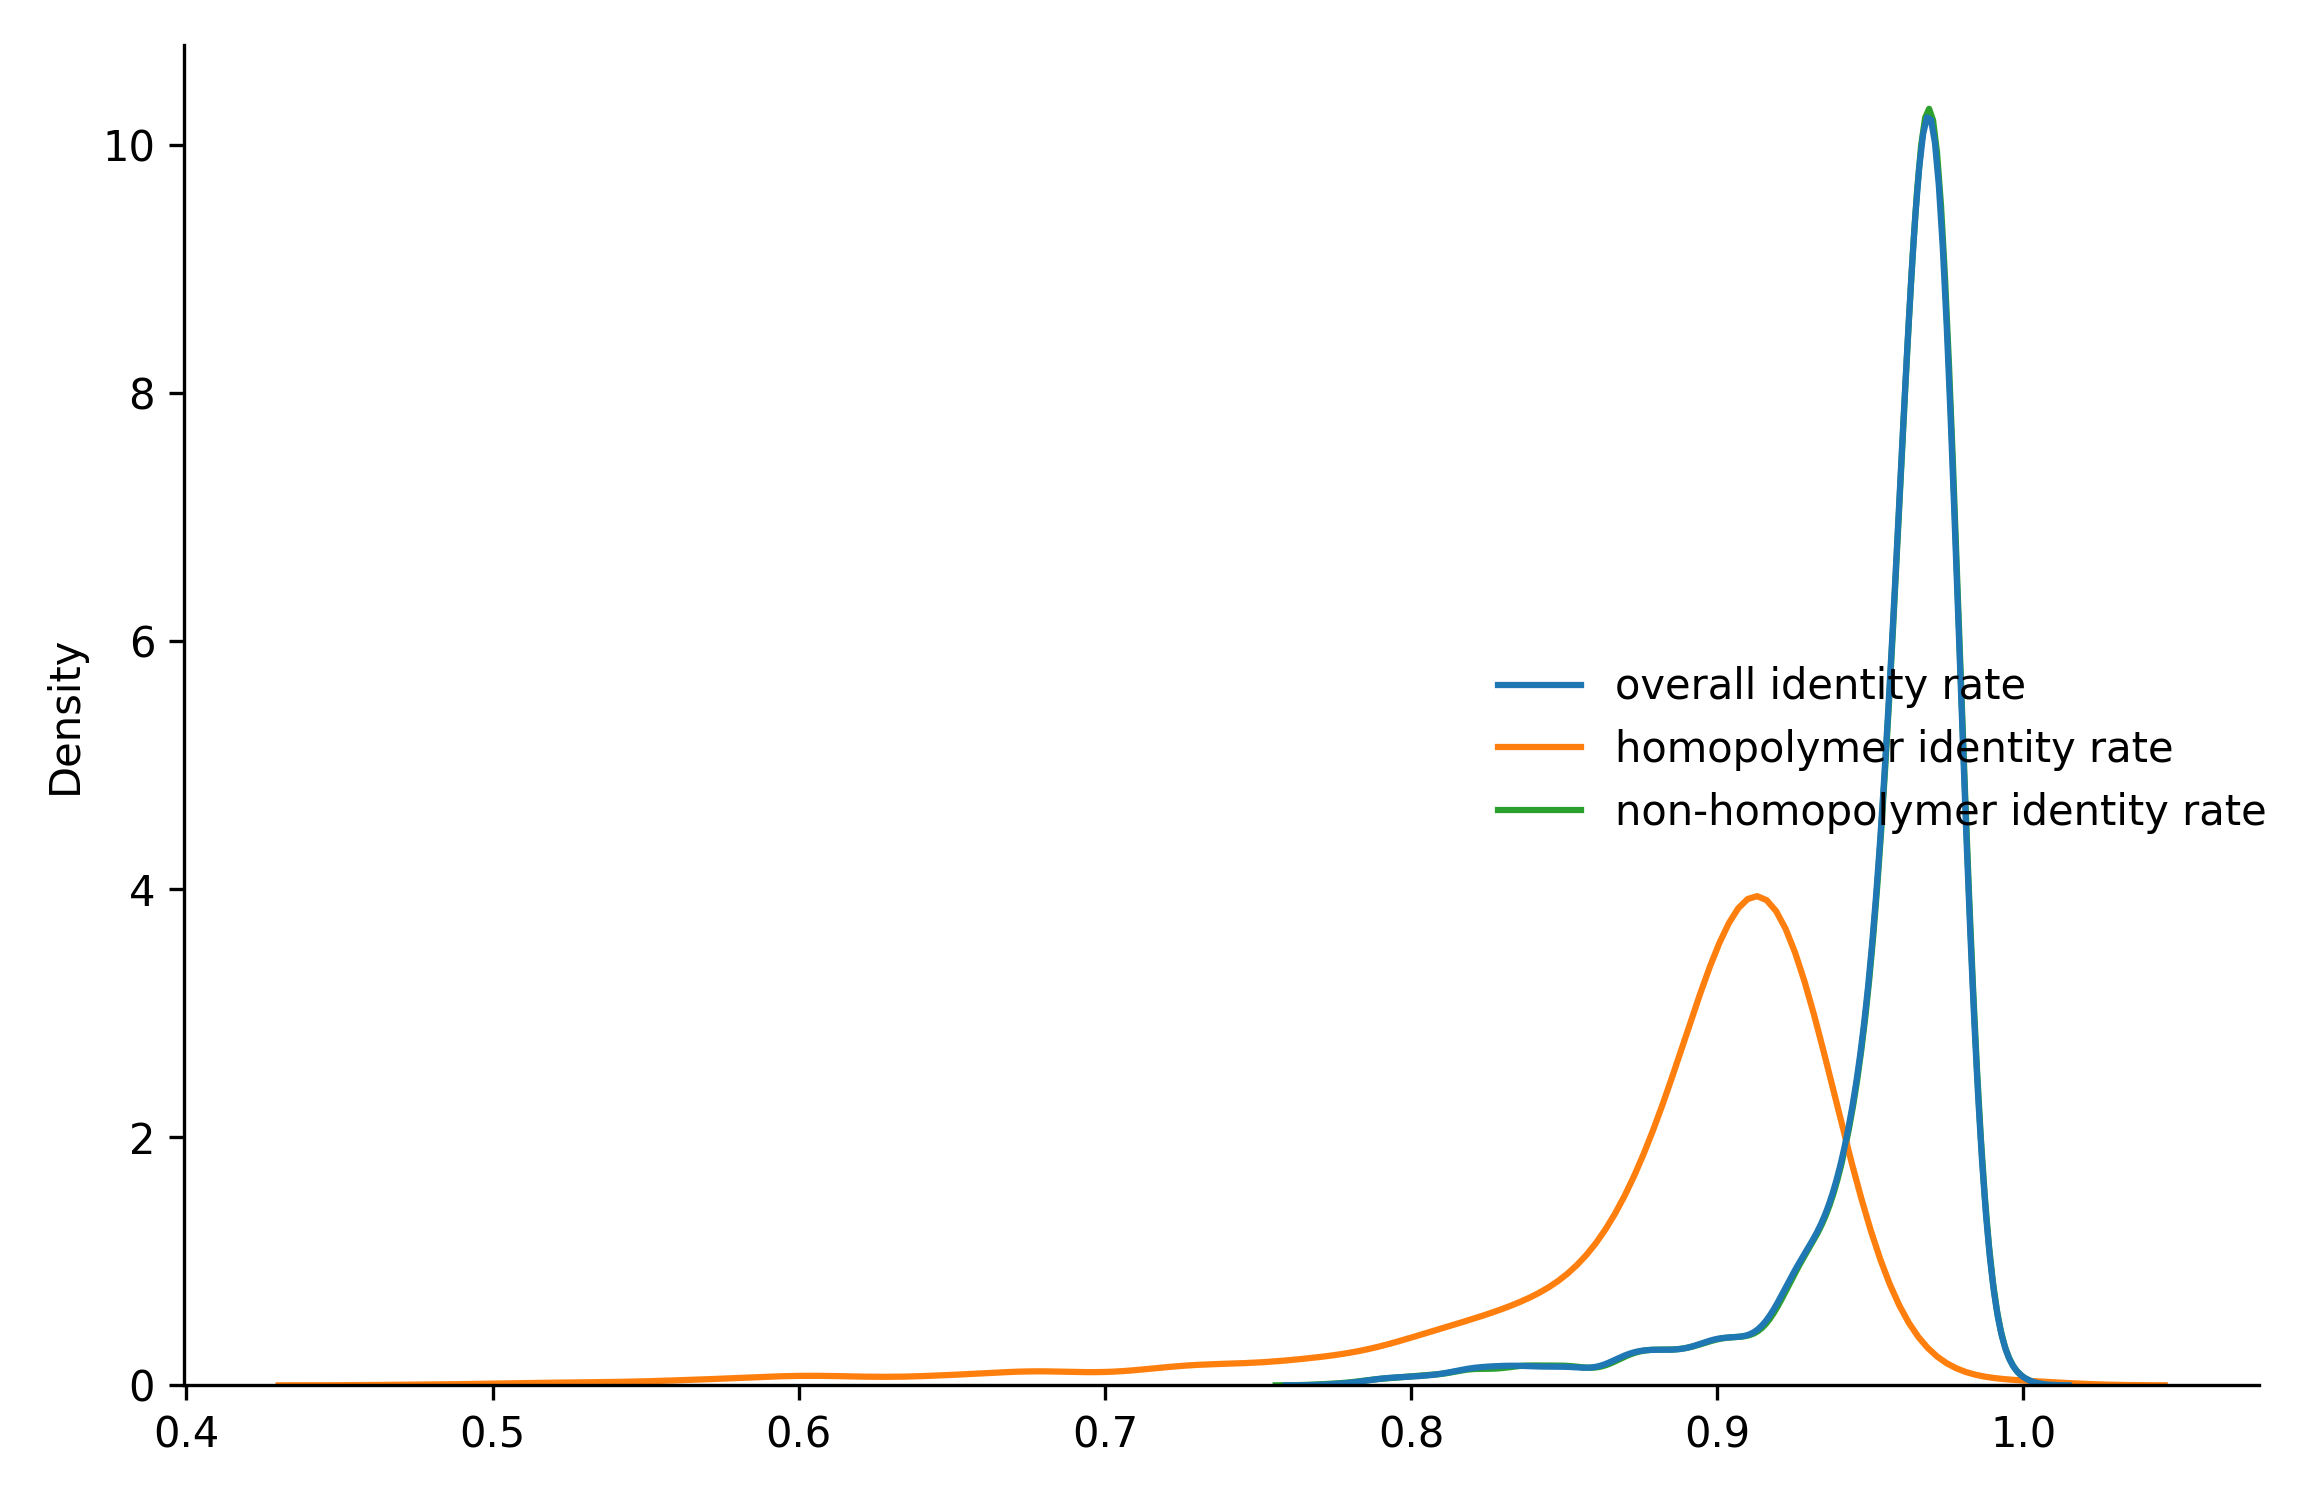 10
8
6
4
2
0
Density
overall identity rate
homopolymer identity rate
non-homopolymer identity rate
0.4 0.5 0.6 0.7 0.8 0.9 1.0